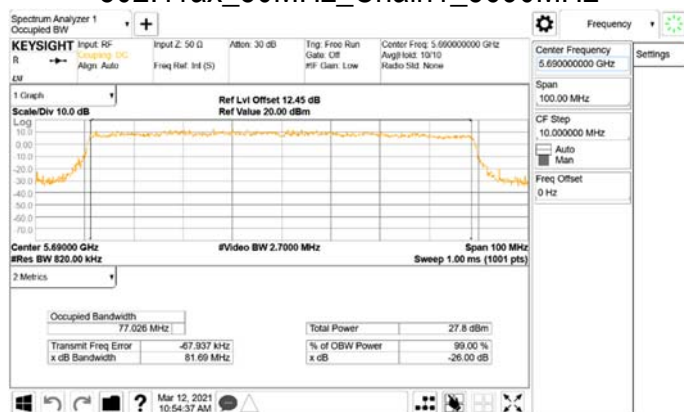 802.11ax_80MHz_Chain1_5690MHz
Spectrum Analyzer 1
Occupied BW
Frequency
KEYSIGHT
R
LXI
Input: RF
Coupling: DC
Align: Auto
Input Z: 50 Ω
Freq Ref: Int (S)
Atten: 30 dB
Trig: Free Run
Gate: Off
#IF Gain: Low
Center Freq: 5.690000000 GHz
Avg|Hold: 10/10
Radio Std: None
Center Frequency
5.690000000 GHz
Settings
Span
100.00 MHz
CF Step
10.000000 MHz
Auto
Man
Freq Offset
0 Hz
1 Graph
Scale/Div 10.0 dB
Ref Lvl Offset 12.45 dB
Ref Value 20.00 dBm
Log
10.0
0.00
-10.0
-20.0
-30.0
-40.0
-50.0
-60.0
-70.0
Center 5.69000 GHz
#Res BW 820.00 kHz
#Video BW 2.7000 MHz
Span 100 MHz
Sweep 1.00 ms (1001 pts)
2 Metrics
Occupied Bandwidth
77.026 MHz
Total Power 27.8 dBm
Transmit Freq Error -67.937 kHz
% of OBW Power 99.00 %
x dB Bandwidth 81.69 MHz
x dB -26.00 dB
?
Mar 12, 2021
10:54:37 AM